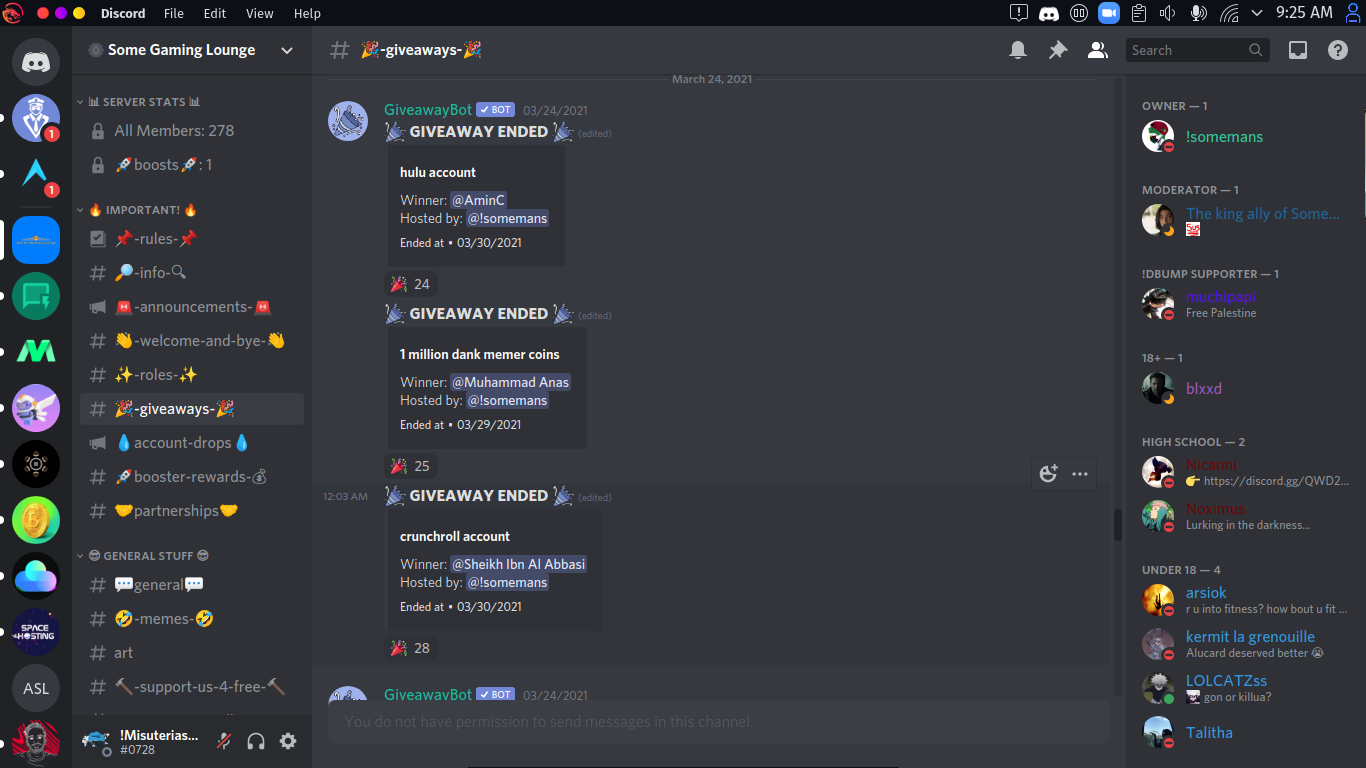 Discord File Edit View Help
9:25 AM
1
1
SPACE HOSTING
ASL
Some Gaming Lounge
📊 SERVER STATS 📊
All Members: 278
🚀boosts🚀: 1
🔥 IMPORTANT! 🔥
📌-rules-📌
🔎-info-🔍
🚨-announcements-🚨
👋-welcome-and-bye-👋
✨-roles-✨
🎉-giveaways-🎉
💧account-drops💧
🚀booster-rewards-💰
🤝partnerships🤝
😎 GENERAL STUFF 😎
💬general💬
🤣-memes-🤣
art
🔨-support-us-4-free-🔨
!Misuterias...
#0728
🎉-giveaways-🎉
Search
March 24, 2021
GiveawayBot ✓ BOT 03/24/2021
🎉 GIVEAWAY ENDED 🎉 (edited)
hulu account
Winner: @AminC
Hosted by: @!somemans
Ended at • 03/30/2021
🎉 24
🎉 GIVEAWAY ENDED 🎉 (edited)
1 million dank memer coins
Winner: @Muhammad Anas
Hosted by: @!somemans
Ended at • 03/29/2021
🎉 25
12:03 AM 🎉 GIVEAWAY ENDED 🎉 (edited)
crunchroll account
Winner: @Sheikh Ibn Al Abbasi
Hosted by: @!somemans
Ended at • 03/30/2021
🎉 28
GiveawayBot ✓ BOT 03/24/2021
You do not have permission to send messages in this channel.
OWNER — 1
!somemans
MODERATOR — 1
The king ally of Some...
!DBUMP SUPPORTER — 1
muchipapi
Free Palestine
18+ — 1
blxxd
HIGH SCHOOL — 2
Nicanni
👉 https://discord.gg/QWD2...
Noximus
Lurking in the darkness...
UNDER 18 — 4
arsiok
r u into fitness? how bout u fit ...
kermit la grenouille
Alucard deserved better 😭
LOLCATZss
gon or killua?
Talitha